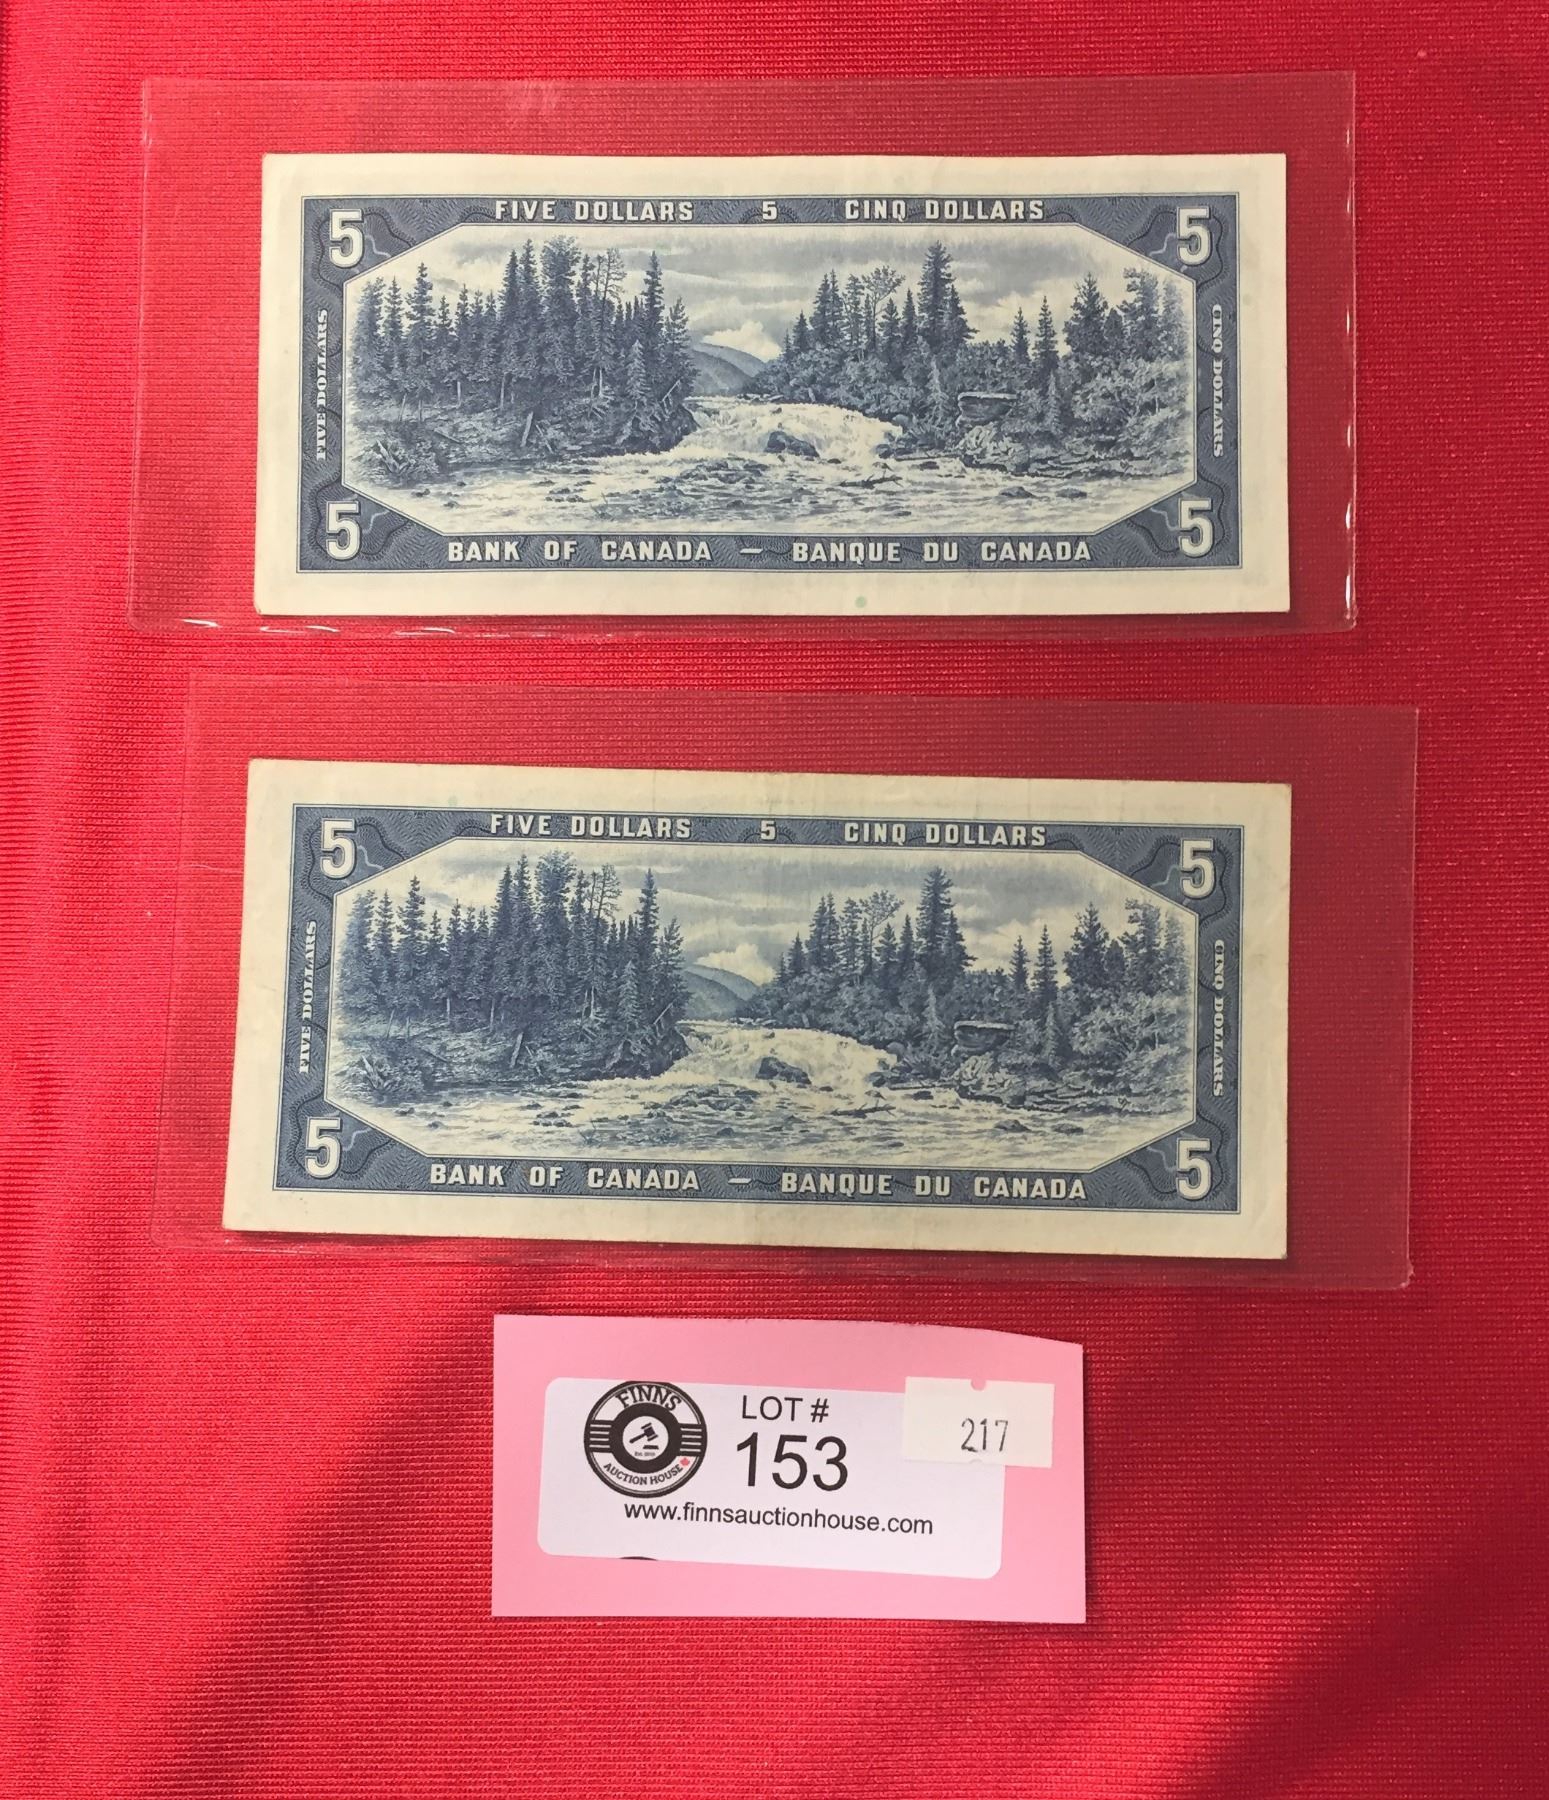 FIVE DOLLARS 5 CINQ DOLLARS
5 5
FIVE DOLLARS
CINQ DOLLARS
5 5
BANK OF CANADA — BANQUE DU CANADA
FIVE DOLLARS 5 CINQ DOLLARS
5 5
FIVE DOLLARS
CINQ DOLLARS
5 5
BANK OF CANADA — BANQUE DU CANADA
FINNS
AUCTION HOUSE
LOT #
153
217
www.finnsauctionhouse.com